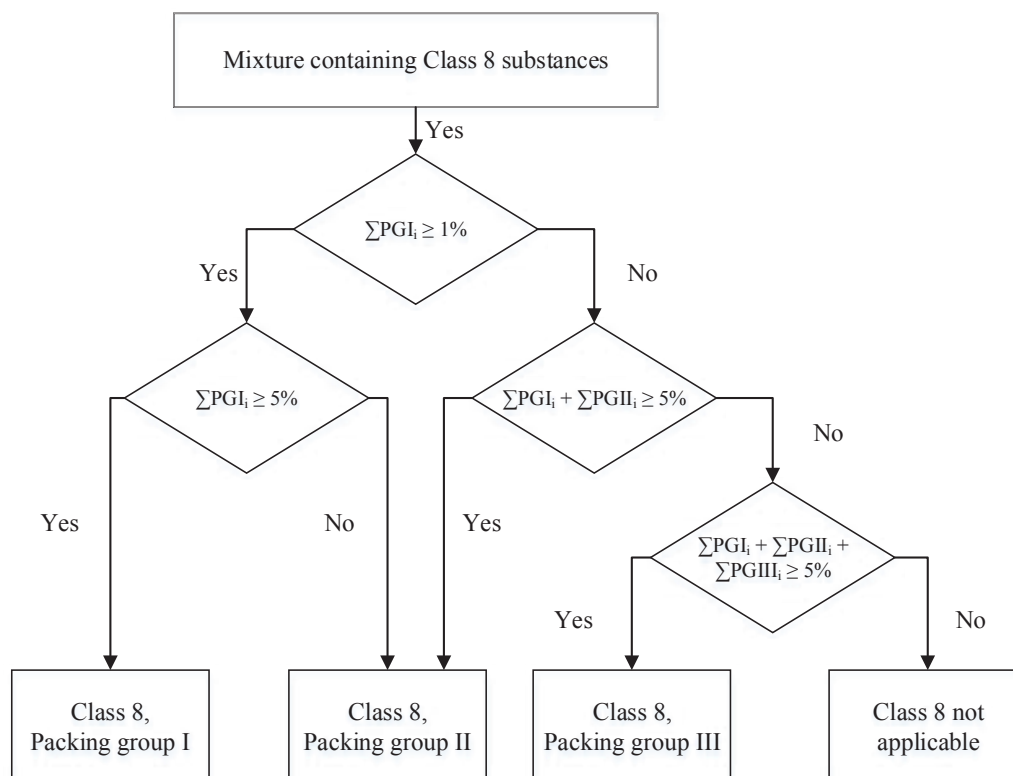 Mixture containing Class 8 substances
Yes
∑PGIᵢ ≥ 1%
Yes
No
∑PGIᵢ ≥ 5%
∑PGIᵢ + ∑PGIIᵢ ≥ 5%
No
Yes
No
Yes
∑PGIᵢ + ∑PGIIᵢ +
∑PGIIIᵢ ≥ 5%
Yes
No
Class 8,
Packing group I
Class 8,
Packing group II
Class 8,
Packing group III
Class 8 not
applicable